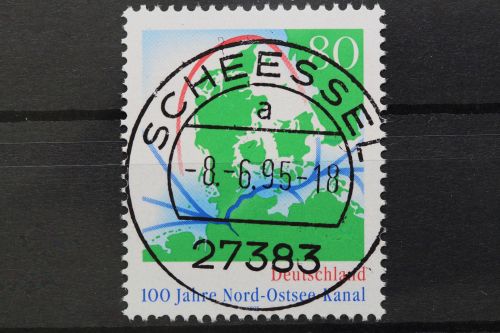 80
SCHEESSEL
a
-8.-6.95-18
27383
Deutschland
100 Jahre Nord-Ostsee-Kanal